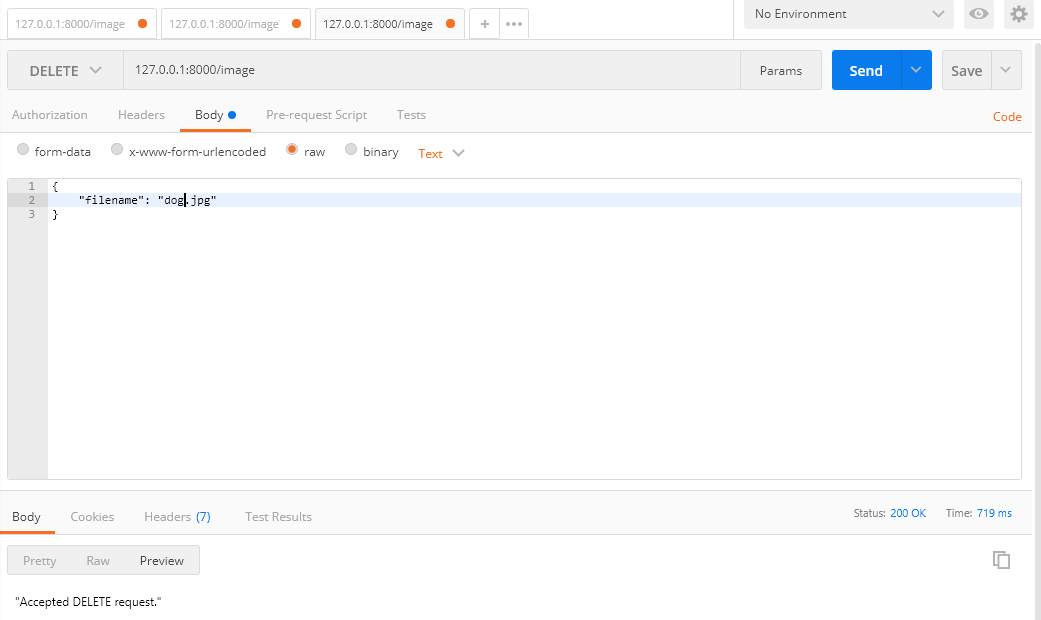 127.0.0.1:8000/image 127.0.0.1:8000/image 127.0.0.1:8000/image + ••• No Environment
DELETE 127.0.0.1:8000/image Params Send Save
Authorization Headers Body Pre-request Script Tests Code
form-data x-www-form-urlencoded raw binary Text
1 {
2 "filename": "dog.jpg"
3 }
Body Cookies Headers (7) Test Results Status: 200 OK Time: 719 ms
Pretty Raw Preview
"Accepted DELETE request."